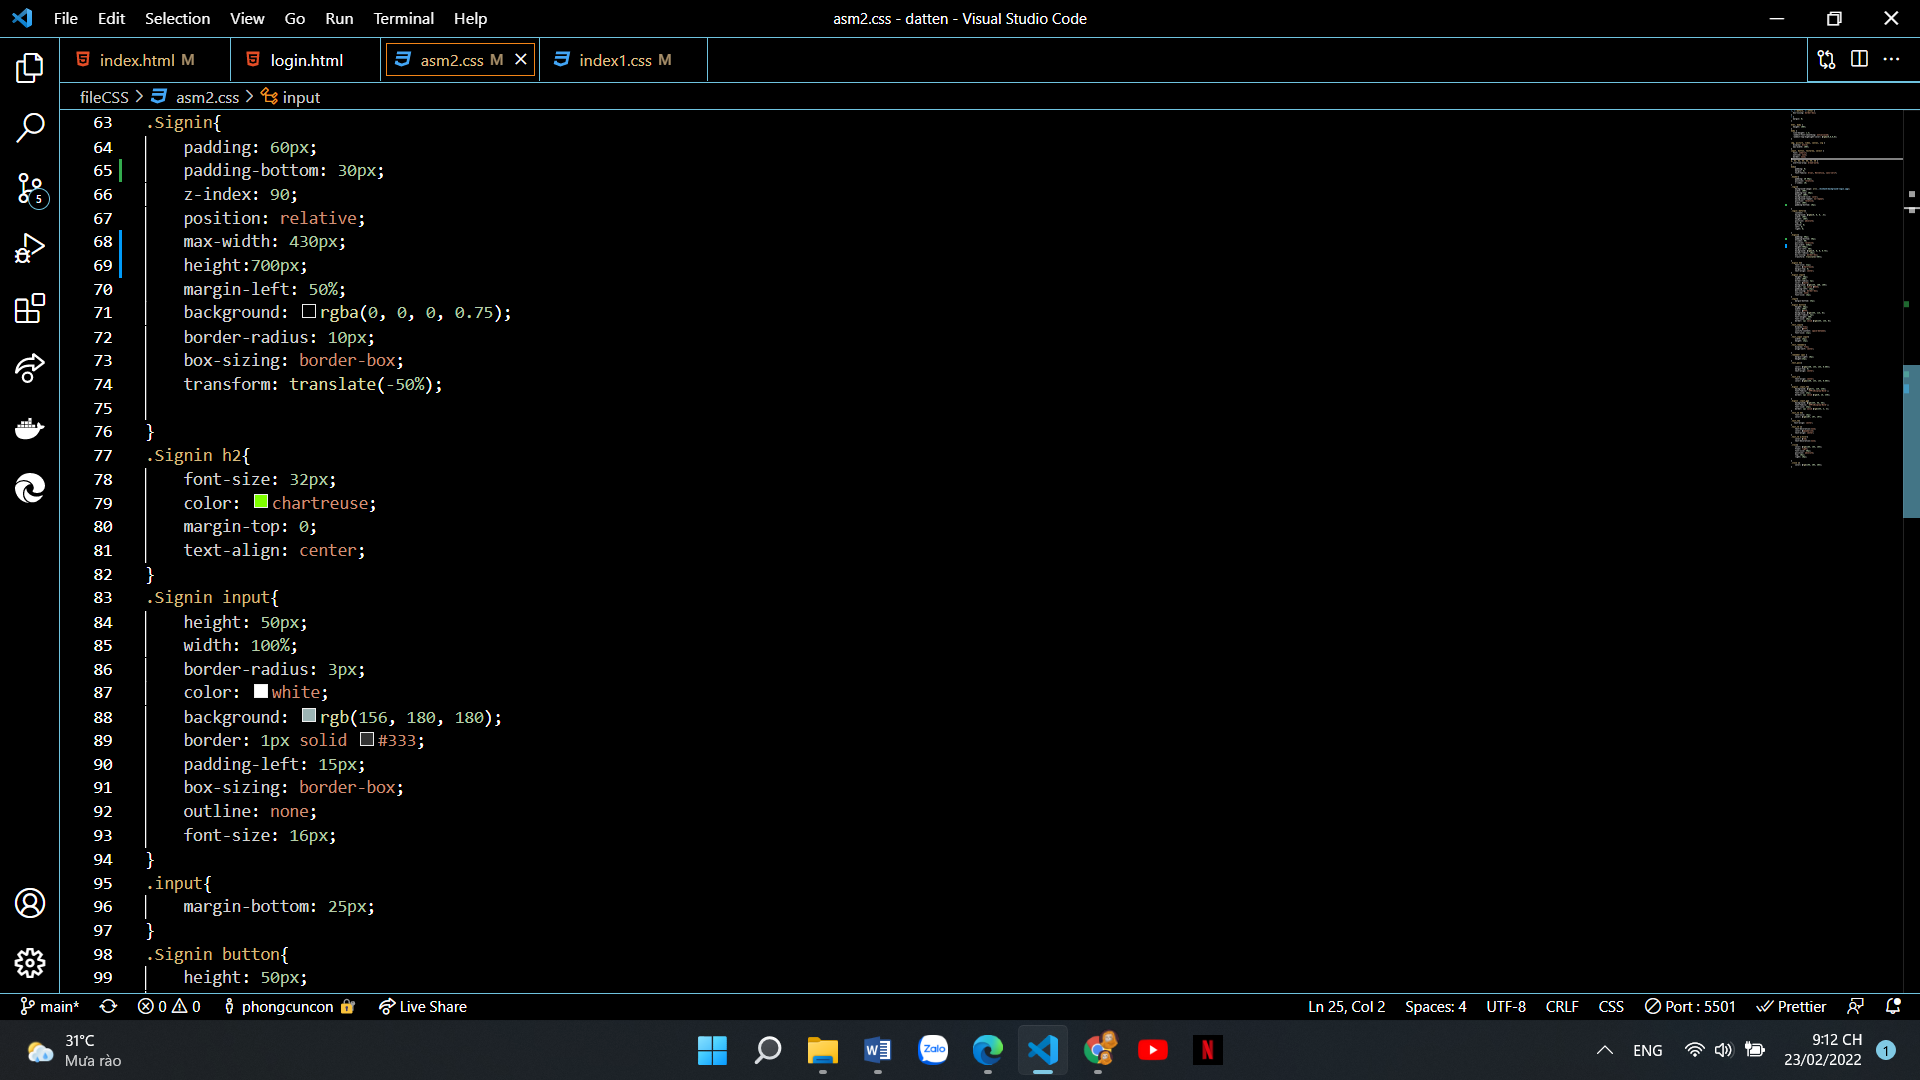 File Edit Selection View Go Run Terminal Help
asm2.css - datten - Visual Studio Code
index.html M
login.html
asm2.css M
index1.css M
fileCSS > asm2.css > input
63 .Signin{
64 padding: 60px;
65 padding-bottom: 30px;
66 z-index: 90;
67 position: relative;
68 max-width: 430px;
69 height:700px;
70 margin-left: 50%;
71 background: rgba(0, 0, 0, 0.75);
72 border-radius: 10px;
73 box-sizing: border-box;
74 transform: translate(-50%);
75
76 }
77 .Signin h2{
78 font-size: 32px;
79 color: chartreuse;
80 margin-top: 0;
81 text-align: center;
82 }
83 .Signin input{
84 height: 50px;
85 width: 100%;
86 border-radius: 3px;
87 color: white;
88 background: rgb(156, 180, 180);
89 border: 1px solid #333;
90 padding-left: 15px;
91 box-sizing: border-box;
92 outline: none;
93 font-size: 16px;
94 }
95 .input{
96 margin-bottom: 25px;
97 }
98 .Signin button{
99 height: 50px;
5
main* 0 0 phongcuncon Live Share
Ln 25, Col 2 Spaces: 4 UTF-8 CRLF CSS Port : 5501 Prettier
31°C
Mưa rào
Zalo
ENG
9:12 CH
23/02/2022
1